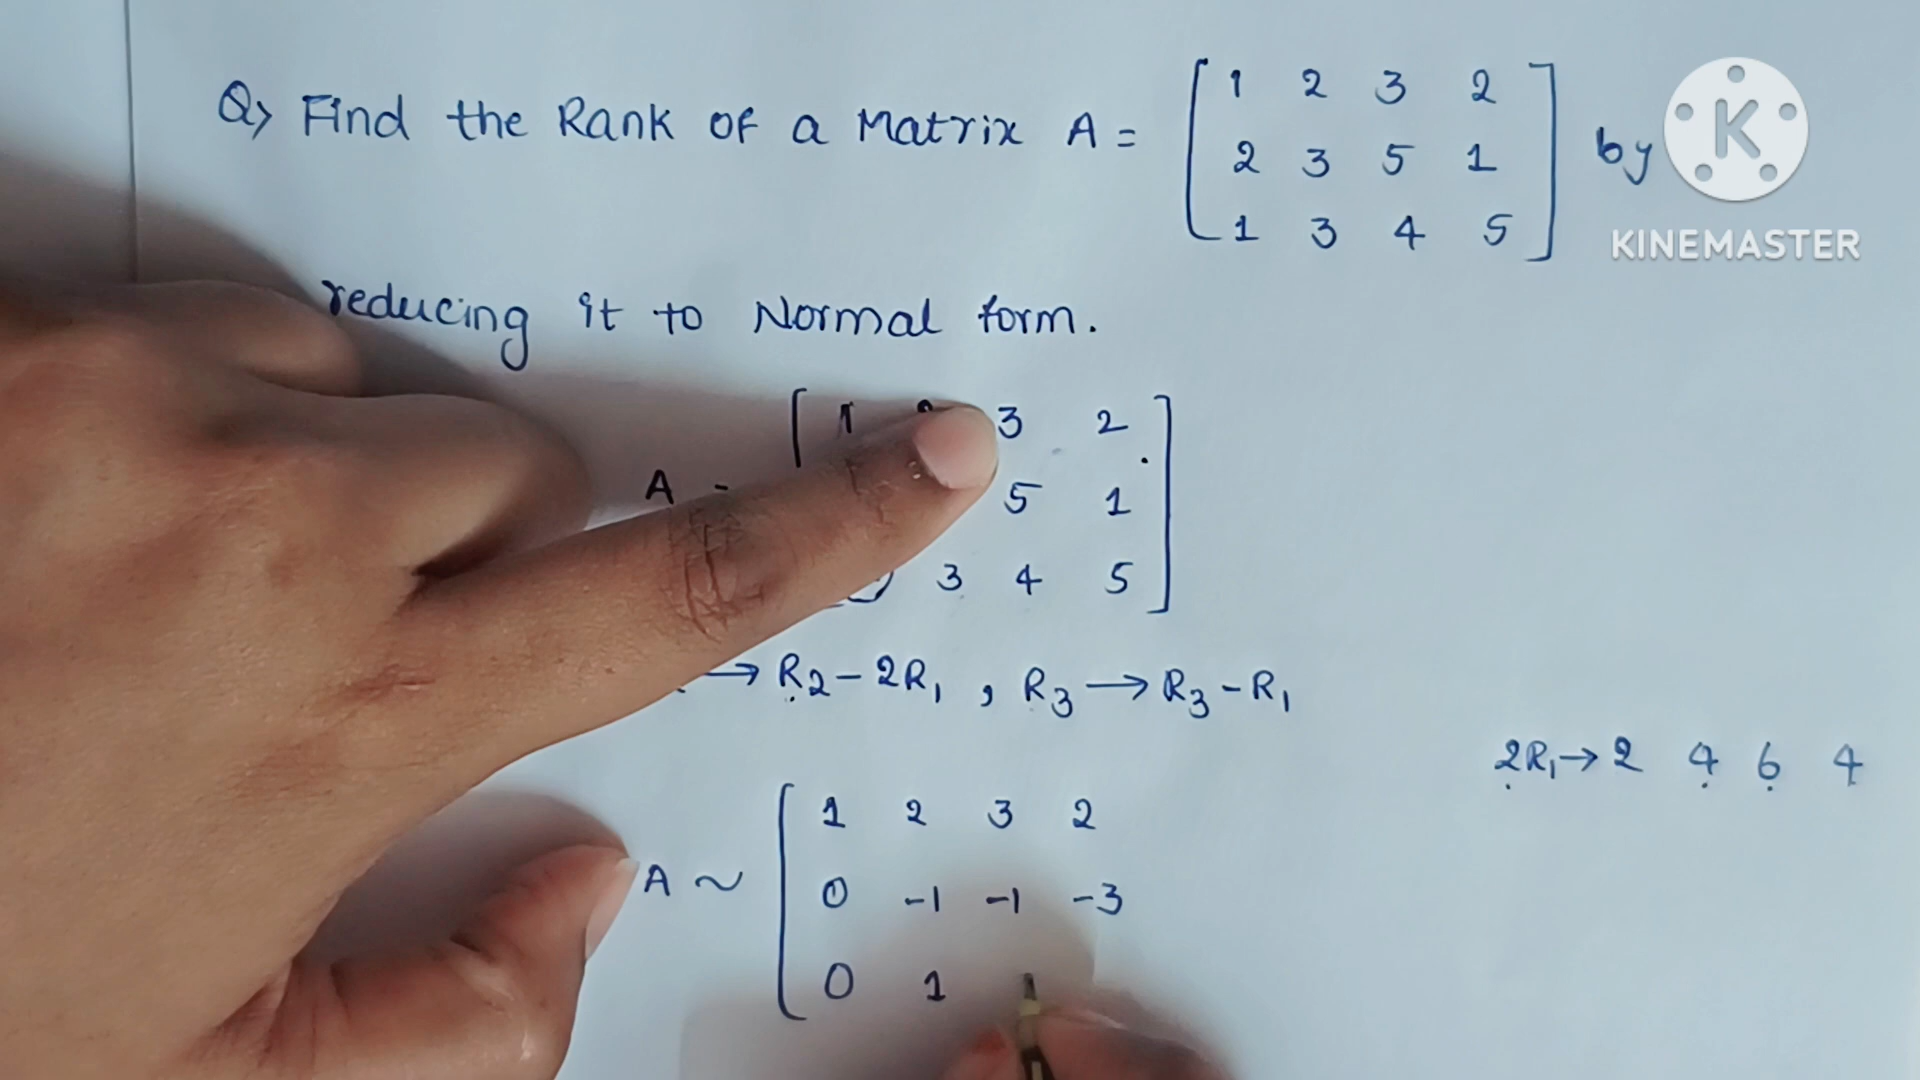 Q> Find the Rank of a Matrix A = [ 1 2 3 2
2 3 5 1
1 3 4 5 ] by
reducing it to Normal form.
1 3 2
A - 5 1
3 4 5
→ R2 - 2R1 , R3 → R3 - R1
2R1 → 2 4 6 4
A ~ [ 1 2 3 2
0 -1 -1 -3
0 1
K
KINEMASTER